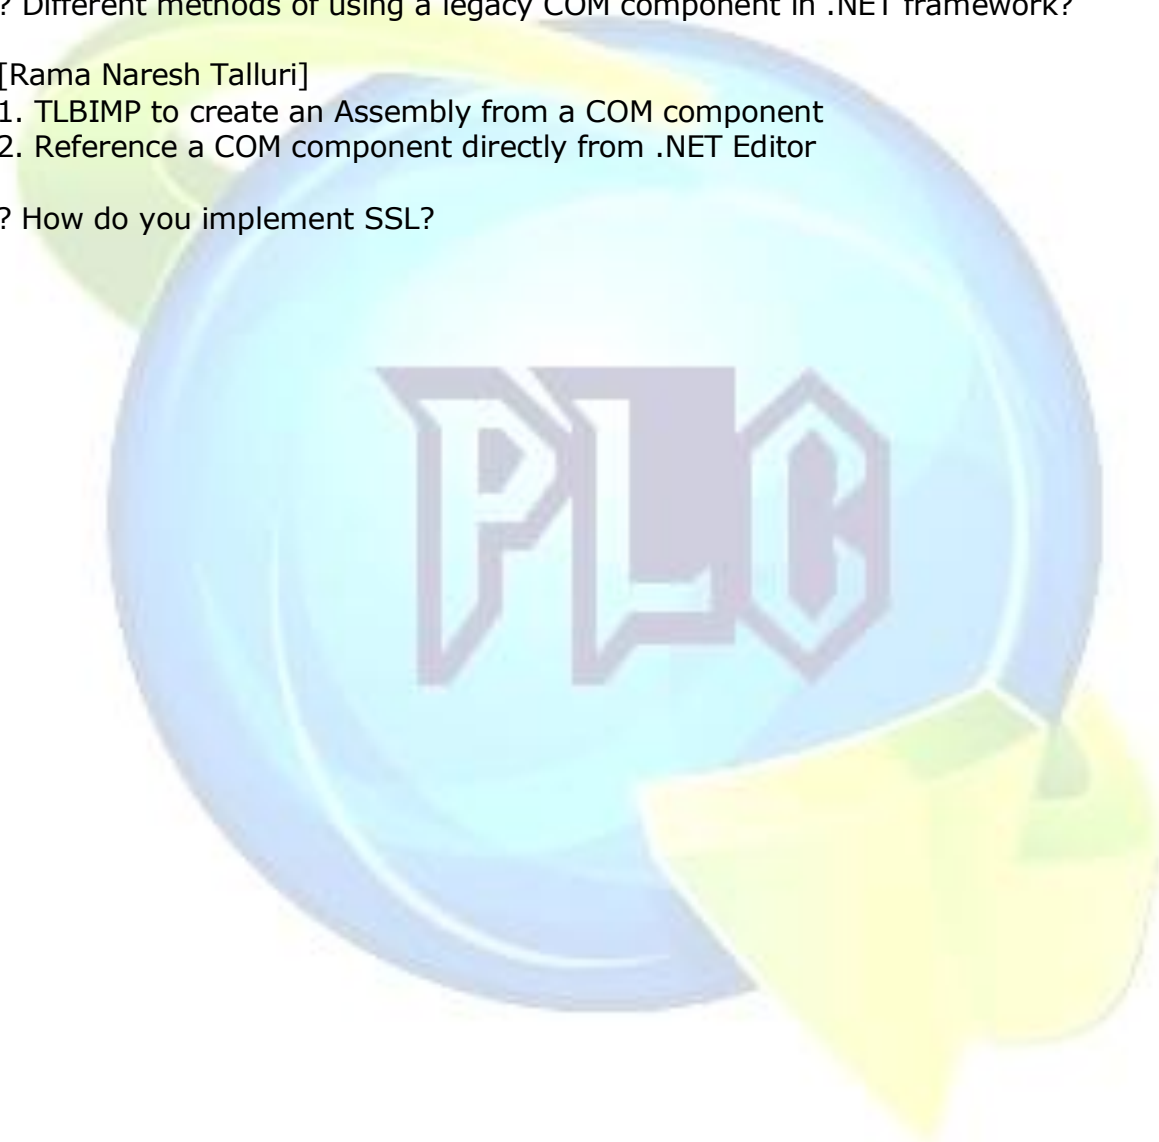 ? Different methods of using a legacy COM component in .NET framework?
[Rama Naresh Talluri]
1. TLBIMP to create an Assembly from a COM component
2. Reference a COM component directly from .NET Editor
? How do you implement SSL?
PLC